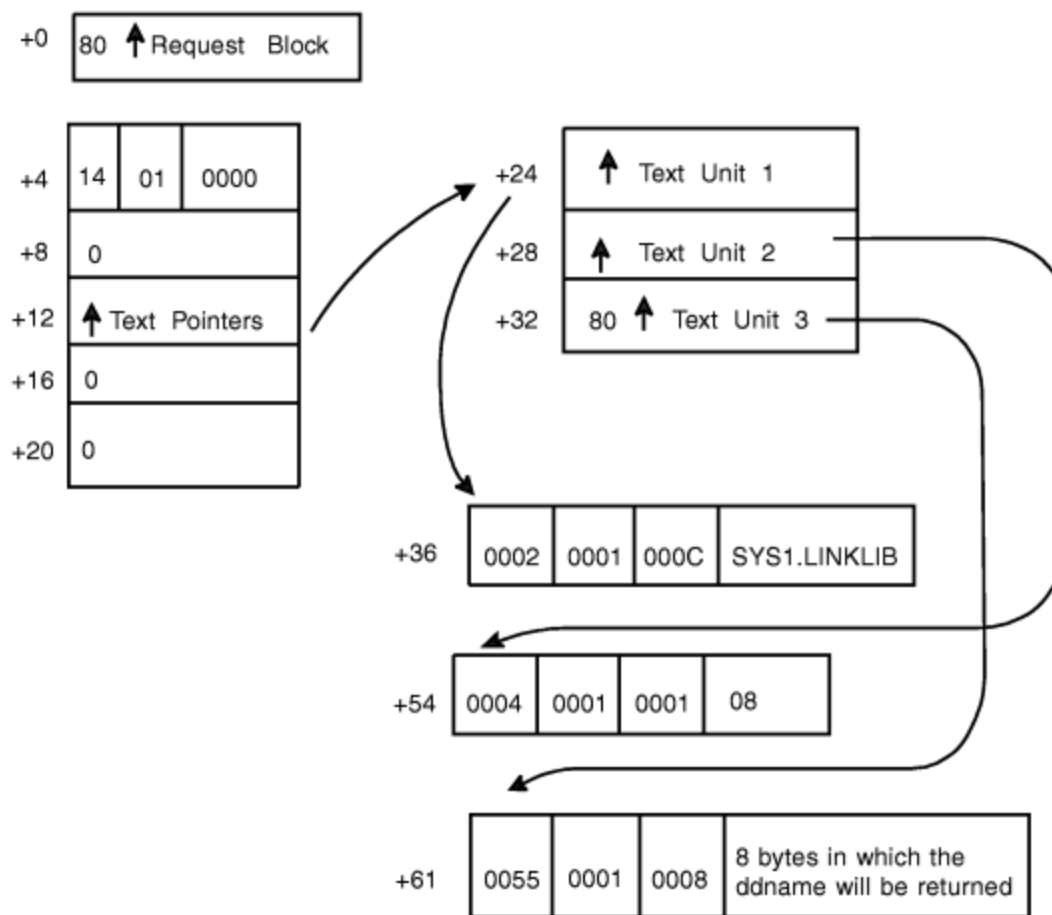 +0 80 Request Block
+4 14 01 0000
+8 0
+12 Text Pointers
+16 0
+20 0
+24 Text Unit 1
+28 Text Unit 2
+32 80 Text Unit 3
+36 0002 0001 000C SYS1.LINKLIB
+54 0004 0001 0001 08
+61 0055 0001 0008 8 bytes in which the
ddname will be returned